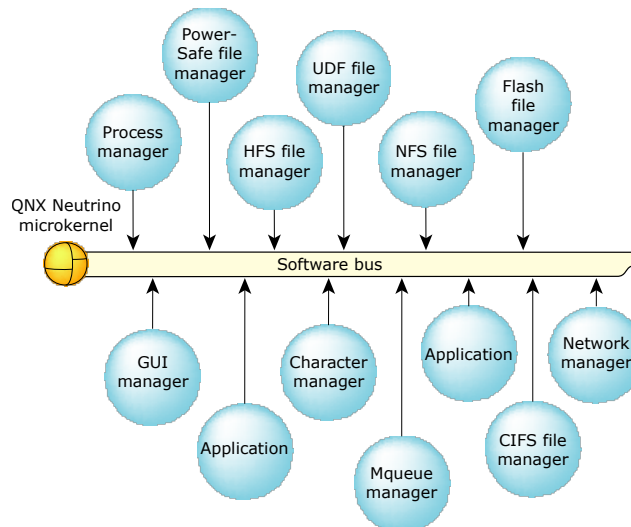 Power-
Safe file
manager
UDF file
manager
Flash
file
manager
Process
manager
HFS file
manager
NFS file
manager
QNX Neutrino
microkernel
Software bus
GUI
manager
Character
manager
Application
Network
manager
Application
CIFS file
manager
Mqueue
manager